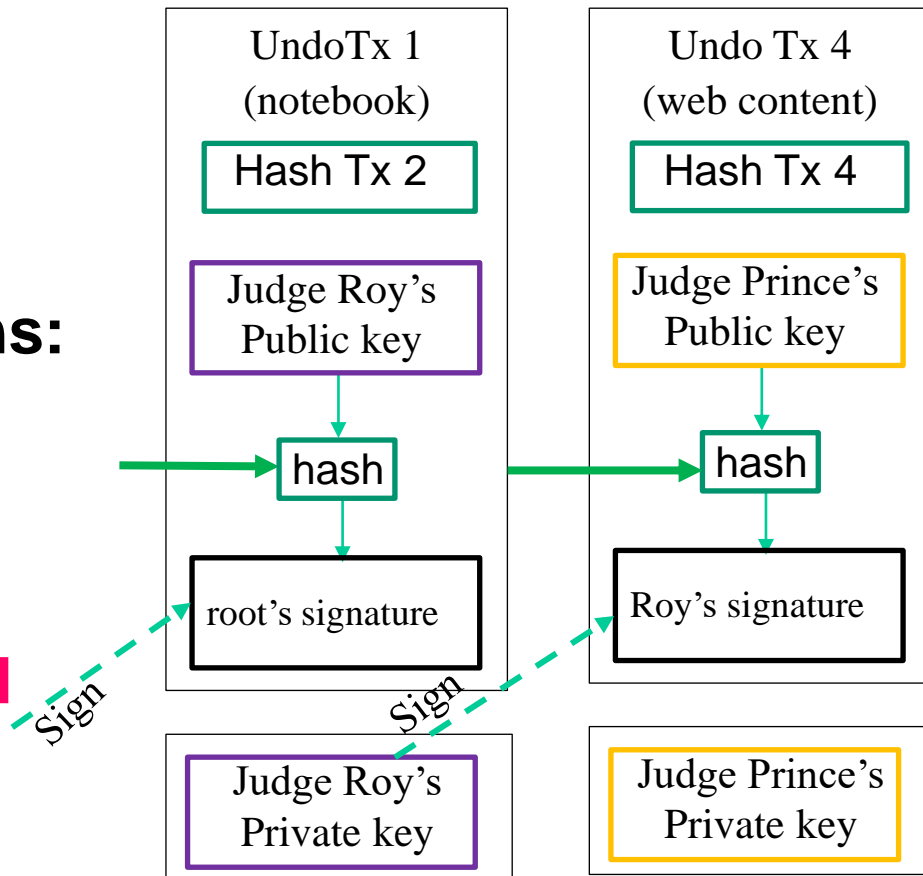 UndoTx 1
(notebook)
Hash Tx 2
Judge Roy’s
Public key
hash
root's signature
Sign
Judge Roy’s
Private key
Undo Tx 4
(web content)
Hash Tx 4
Judge Prince’s
Public key
hash
Roy’s signature
Sign
Judge Prince’s
Private key